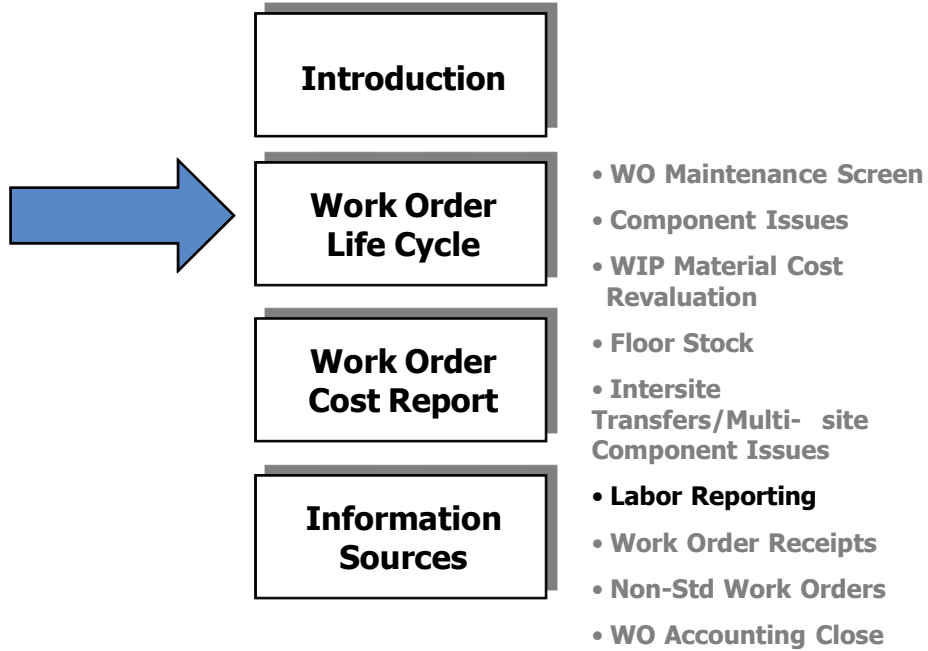 Introduction
Work Order
Life Cycle
Work Order
Cost Report
Information
Sources
• WO Maintenance Screen
• Component Issues
• WIP Material Cost
Revaluation
• Floor Stock
• Intersite
Transfers/Multi- site
Component Issues
• Labor Reporting
• Work Order Receipts
• Non-Std Work Orders
• WO Accounting Close